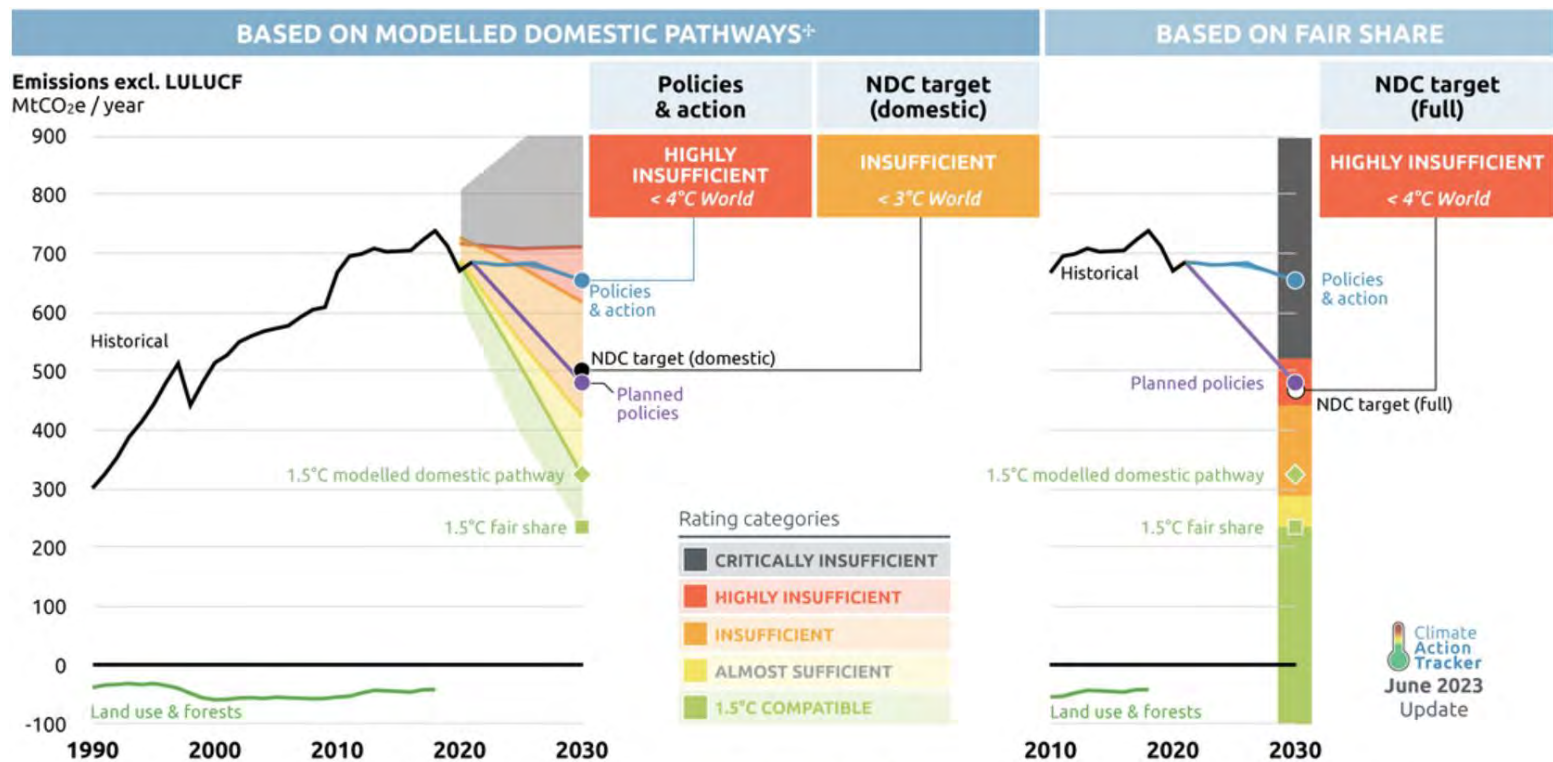 BASED ON MODELLED DOMESTIC PATHWAYS✢
BASED ON FAIR SHARE
Emissions excl. LULUCF
MtCO₂e / year
Policies
& action
NDC target
(domestic)
NDC target
(full)
HIGHLY
INSUFFICIENT
< 4°C World
INSUFFICIENT
< 3°C World
HIGHLY INSUFFICIENT
< 4°C World
900
800
700
600
500
400
300
200
100
0
-100
Historical
Policies
& action
NDC target (domestic)
Planned
policies
1.5°C modelled domestic pathway
1.5°C fair share
Land use & forests
1990
2000
2010
2020
2030
Rating categories
CRITICALLY INSUFFICIENT
HIGHLY INSUFFICIENT
INSUFFICIENT
ALMOST SUFFICIENT
1.5°C COMPATIBLE
Historical
Policies
& action
Planned policies
NDC target (full)
1.5°C modelled domestic pathway
1.5°C fair share
Land use & forests
2010
2020
2030
Climate
Action
Tracker
June 2023
Update